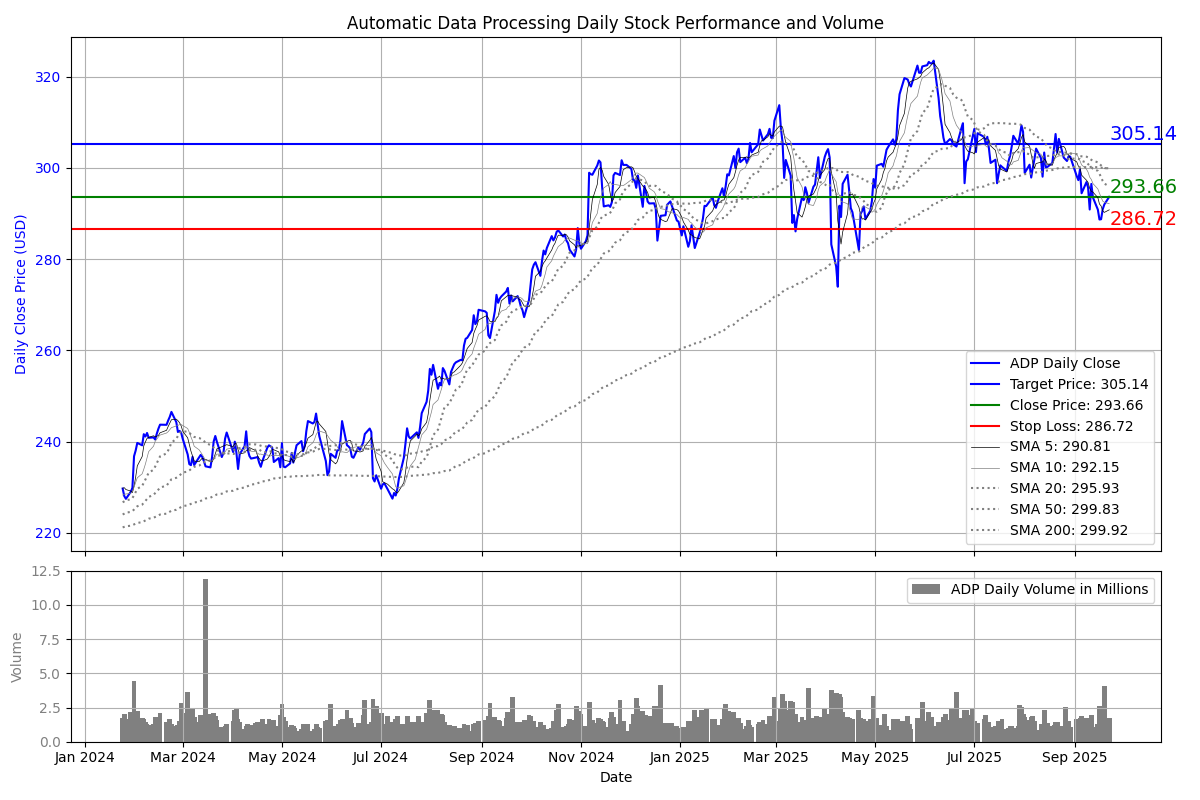 Automatic Data Processing Daily Stock Performance and Volume
Daily Close Price (USD)
320
300
280
260
240
220
305.14
293.66
286.72
ADP Daily Close
Target Price: 305.14
Close Price: 293.66
Stop Loss: 286.72
SMA 5: 290.81
SMA 10: 292.15
SMA 20: 295.93
SMA 50: 299.83
SMA 200: 299.92
Volume
12.5
10.0
7.5
5.0
2.5
0.0
ADP Daily Volume in Millions
Jan 2024 Mar 2024 May 2024 Jul 2024 Sep 2024 Nov 2024 Jan 2025 Mar 2025 May 2025 Jul 2025 Sep 2025
Date